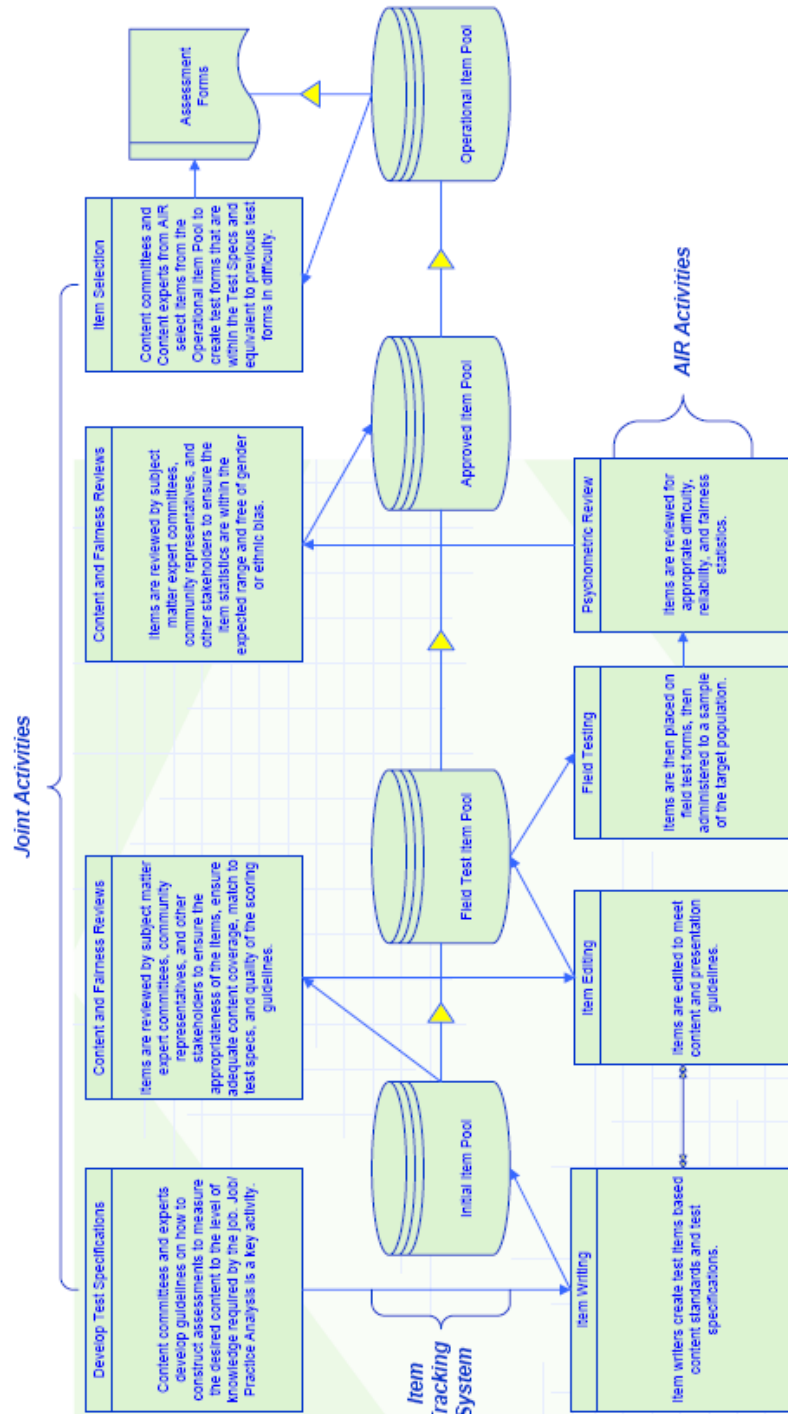 Joint Activities
Develop Test Specifications
Content committees and experts
develop guidelines on how to
construct assessments to measure
the desired content to the level of
knowledge required by the job. Job/
Practice Analysis is a key activity.
Content and Fairness Reviews
Items are reviewed by subject matter
expert committees, community
representatives, and other
stakeholders to ensure the
appropriateness of the items, ensure
adequate content coverage, match to
test specs, and quality of the scoring
guidelines.
Content and Fairness Reviews
Items are reviewed by subject
matter expert committees,
community representatives, and
other stakeholders to ensure the
item statistics are within the
expected range and free of gender
or ethnic bias.
Item Selection
Content committees and
Content experts from AIR
select items from the
Operational Item Pool to
create test forms that are
within the Test Specs and
equivalent to previous test
forms in difficulty.
Assessment
Forms
Item
Tracking
System
Initial Item Pool
Field Test Item Pool
Approved Item Pool
Operational Item Pool
Item Writing
Item writers create test items based
content standards and test
specifications.
Item Editing
Items are edited to meet
content and presentation
guidelines.
Field Testing
Items are then placed on
field test forms, then
administered to a sample
of the target population.
Psychometric Review
Items are reviewed for
appropriate difficulty,
reliability, and fairness
statistics.
AIR Activities